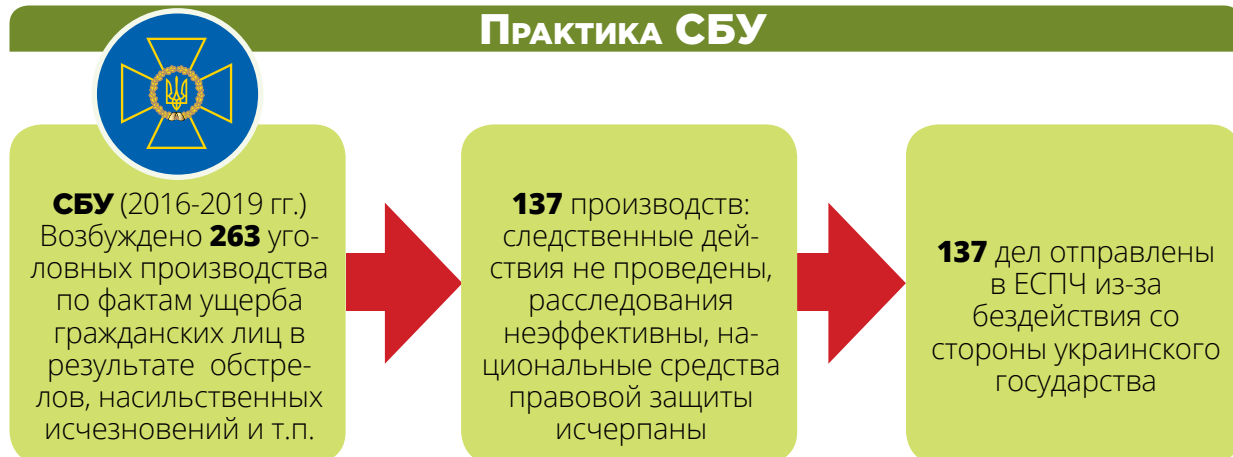 Практика СБУ
СБУ (2016-2019 гг.)
Возбуждено 263 уго-
ловных производства
по фактам ущерба
гражданских лиц в
результате обстре-
лов, насильственных
исчезновений и т.п.
137 производств:
следственные дей-
ствия не проведены,
расследования
неэффективны, на-
циональные средства
правовой защиты
исчерпаны
137 дел отправлены
в ЕСПЧ из-за
бездействия со
стороны украинского
государства